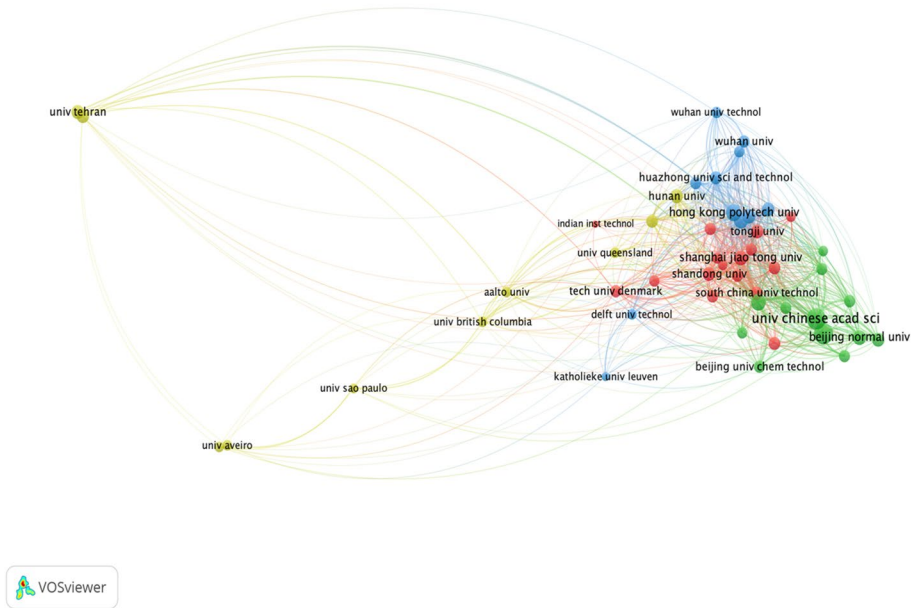 univ tehran
wuhan univ technol
wuhan univ
huazhong univ sci and technol
hunan univ
hong kong polytech univ
indian inst technol
tongji univ
univ queensland
shanghai jiao tong univ
shandong univ
aalto univ
tech univ denmark
south china univ technol
delft univ technol
univ british columbia
univ chinese acad sci
beijing normal univ
beijing univ chem technol
katholieke univ leuven
univ sao paulo
univ aveiro
VOSviewer